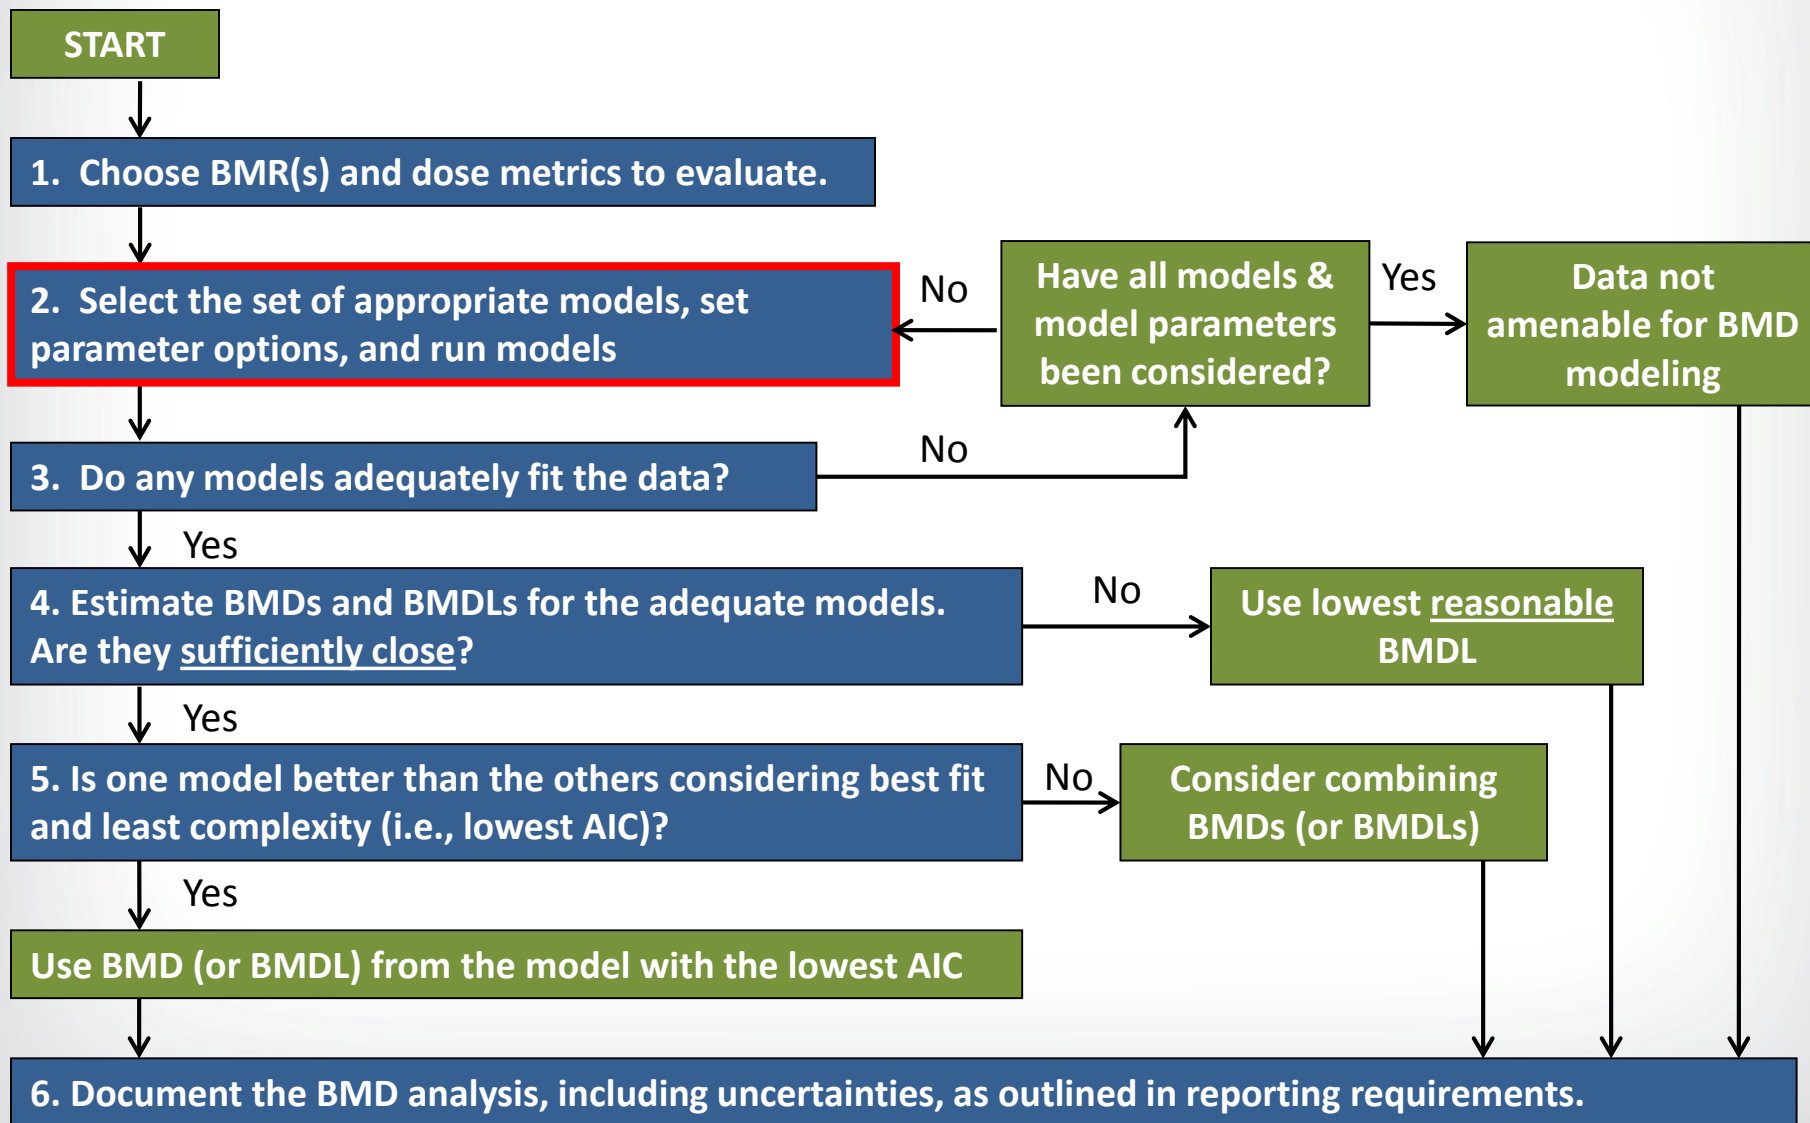 START
1. Choose BMR(s) and dose metrics to evaluate.
2. Select the set of appropriate models, set
parameter options, and run models
No
Have all models &
model parameters
been considered?
Yes
Data not
amenable for BMD
modeling
3. Do any models adequately fit the data?
No
Yes
4. Estimate BMDs and BMDLs for the adequate models.
Are they sufficiently close?
No
Use lowest reasonable
BMDL
Yes
5. Is one model better than the others considering best fit
and least complexity (i.e., lowest AIC)?
No
Consider combining
BMDs (or BMDLs)
Yes
Use BMD (or BMDL) from the model with the lowest AIC
6. Document the BMD analysis, including uncertainties, as outlined in reporting requirements.